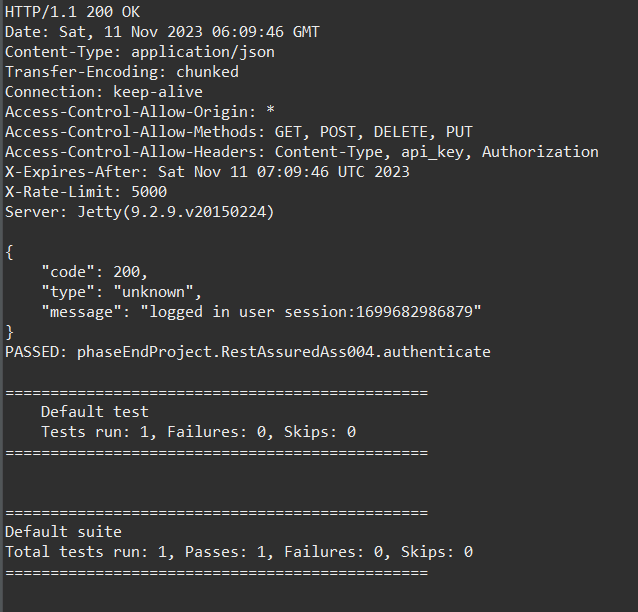 HTTP/1.1 200 OK
Date: Sat, 11 Nov 2023 06:09:46 GMT
Content-Type: application/json
Transfer-Encoding: chunked
Connection: keep-alive
Access-Control-Allow-Origin: *
Access-Control-Allow-Methods: GET, POST, DELETE, PUT
Access-Control-Allow-Headers: Content-Type, api_key, Authorization
X-Expires-After: Sat Nov 11 07:09:46 UTC 2023
X-Rate-Limit: 5000
Server: Jetty(9.2.9.v20150224)

{
    "code": 200,
    "type": "unknown",
    "message": "logged in user session:1699682986879"
}
PASSED: phaseEndProject.RestAssuredAss004.authenticate

===============================================
    Default test
    Tests run: 1, Failures: 0, Skips: 0
===============================================


===============================================
Default suite
Total tests run: 1, Passes: 1, Failures: 0, Skips: 0
===============================================